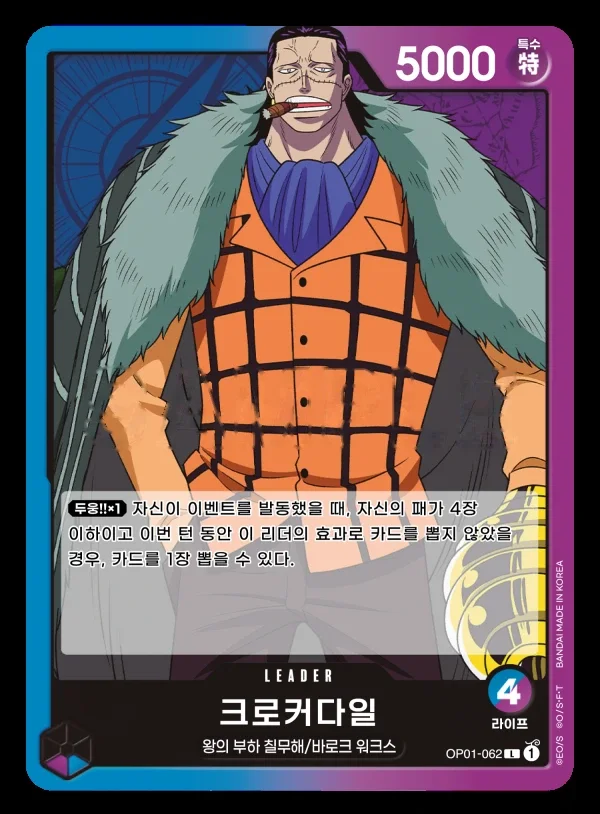 5000
특수
特
두웅!!×1 자신이 이벤트를 발동했을 때, 자신의 패가 4장
이하이고 이번 턴 동안 이 리더의 효과로 카드를 뽑지 않았을
경우, 카드를 1장 뽑을 수 있다.
LEADER
크로커다일
왕의 부하 칠무해/바로크 워크스
4
라이프
OP01-062 L 1
©EO/S ©O/S·F·T BANDAI MADE IN KOREA